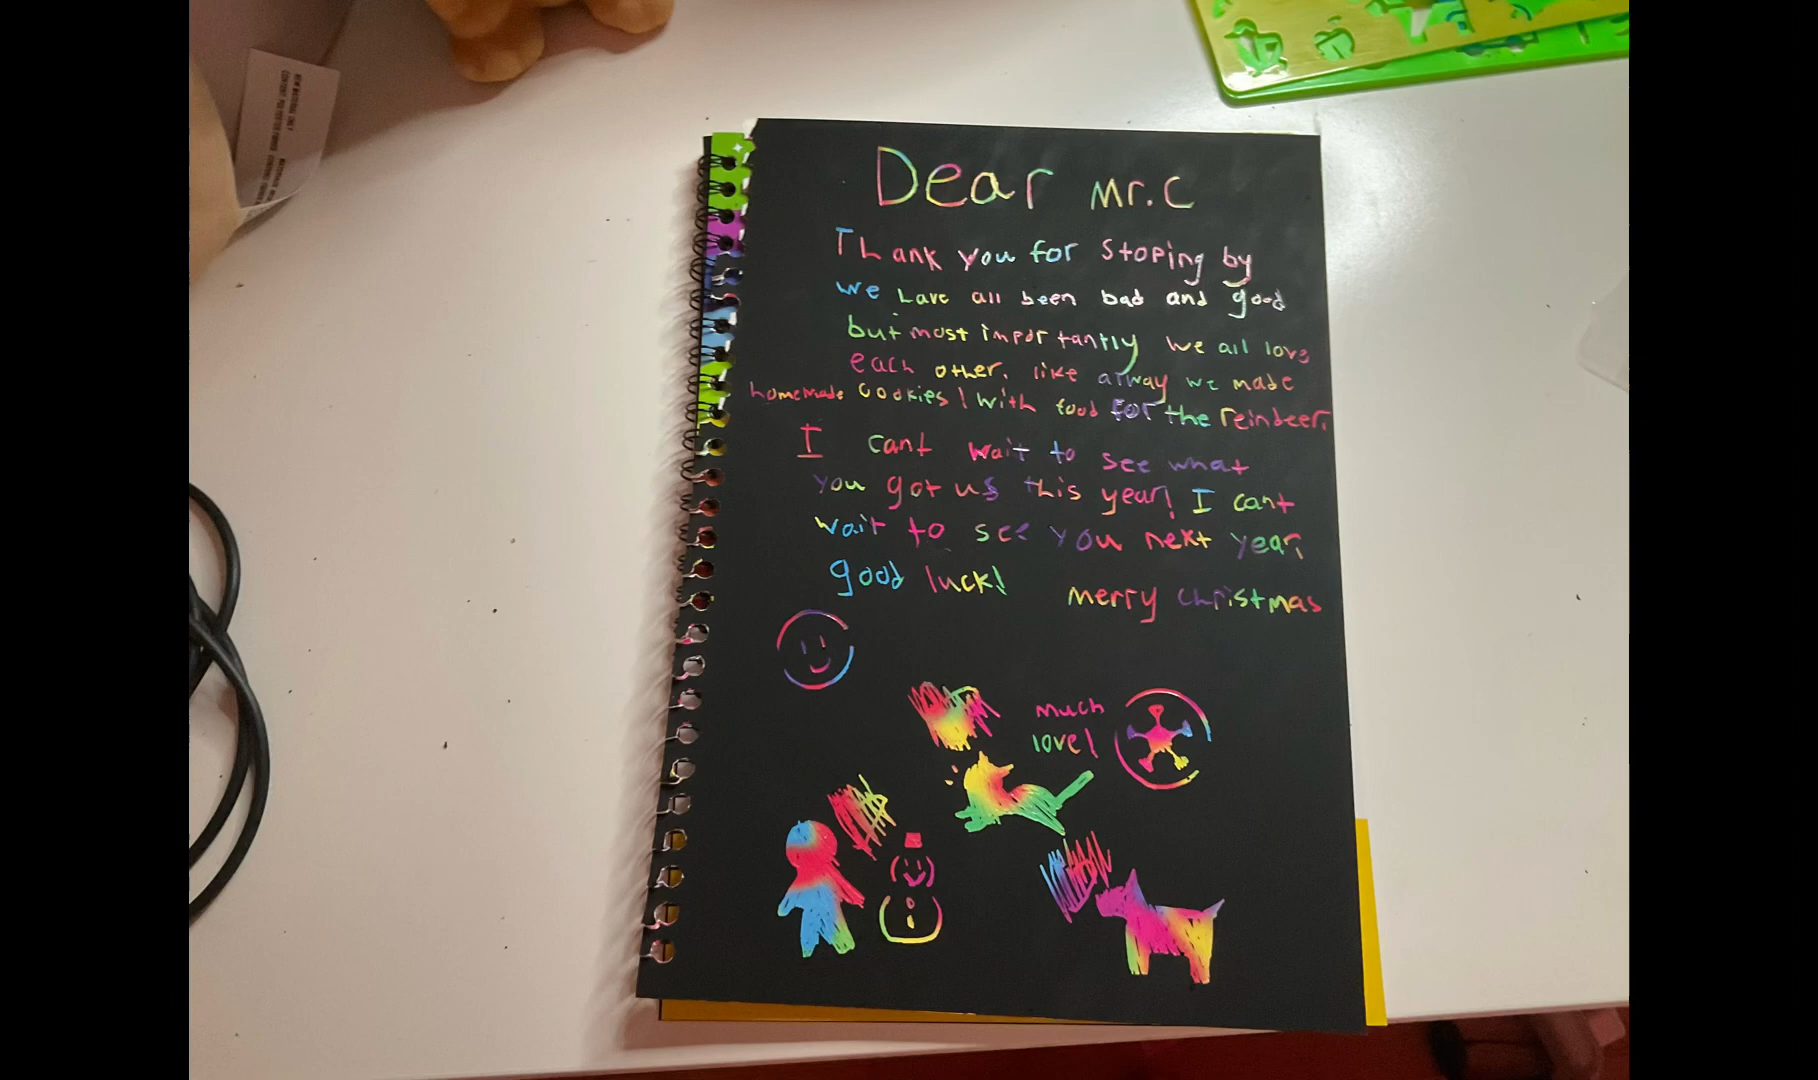 Dear Mr. C
Thank you for stoping by
we have all been bad and good
but most importantly we all love
each other. like alway we made
homemade cookies! with food for the reindeer.
I cant wait to see what
you got us this year! I cant
wait to see you next year,
good luck! merry christmas
much
love!